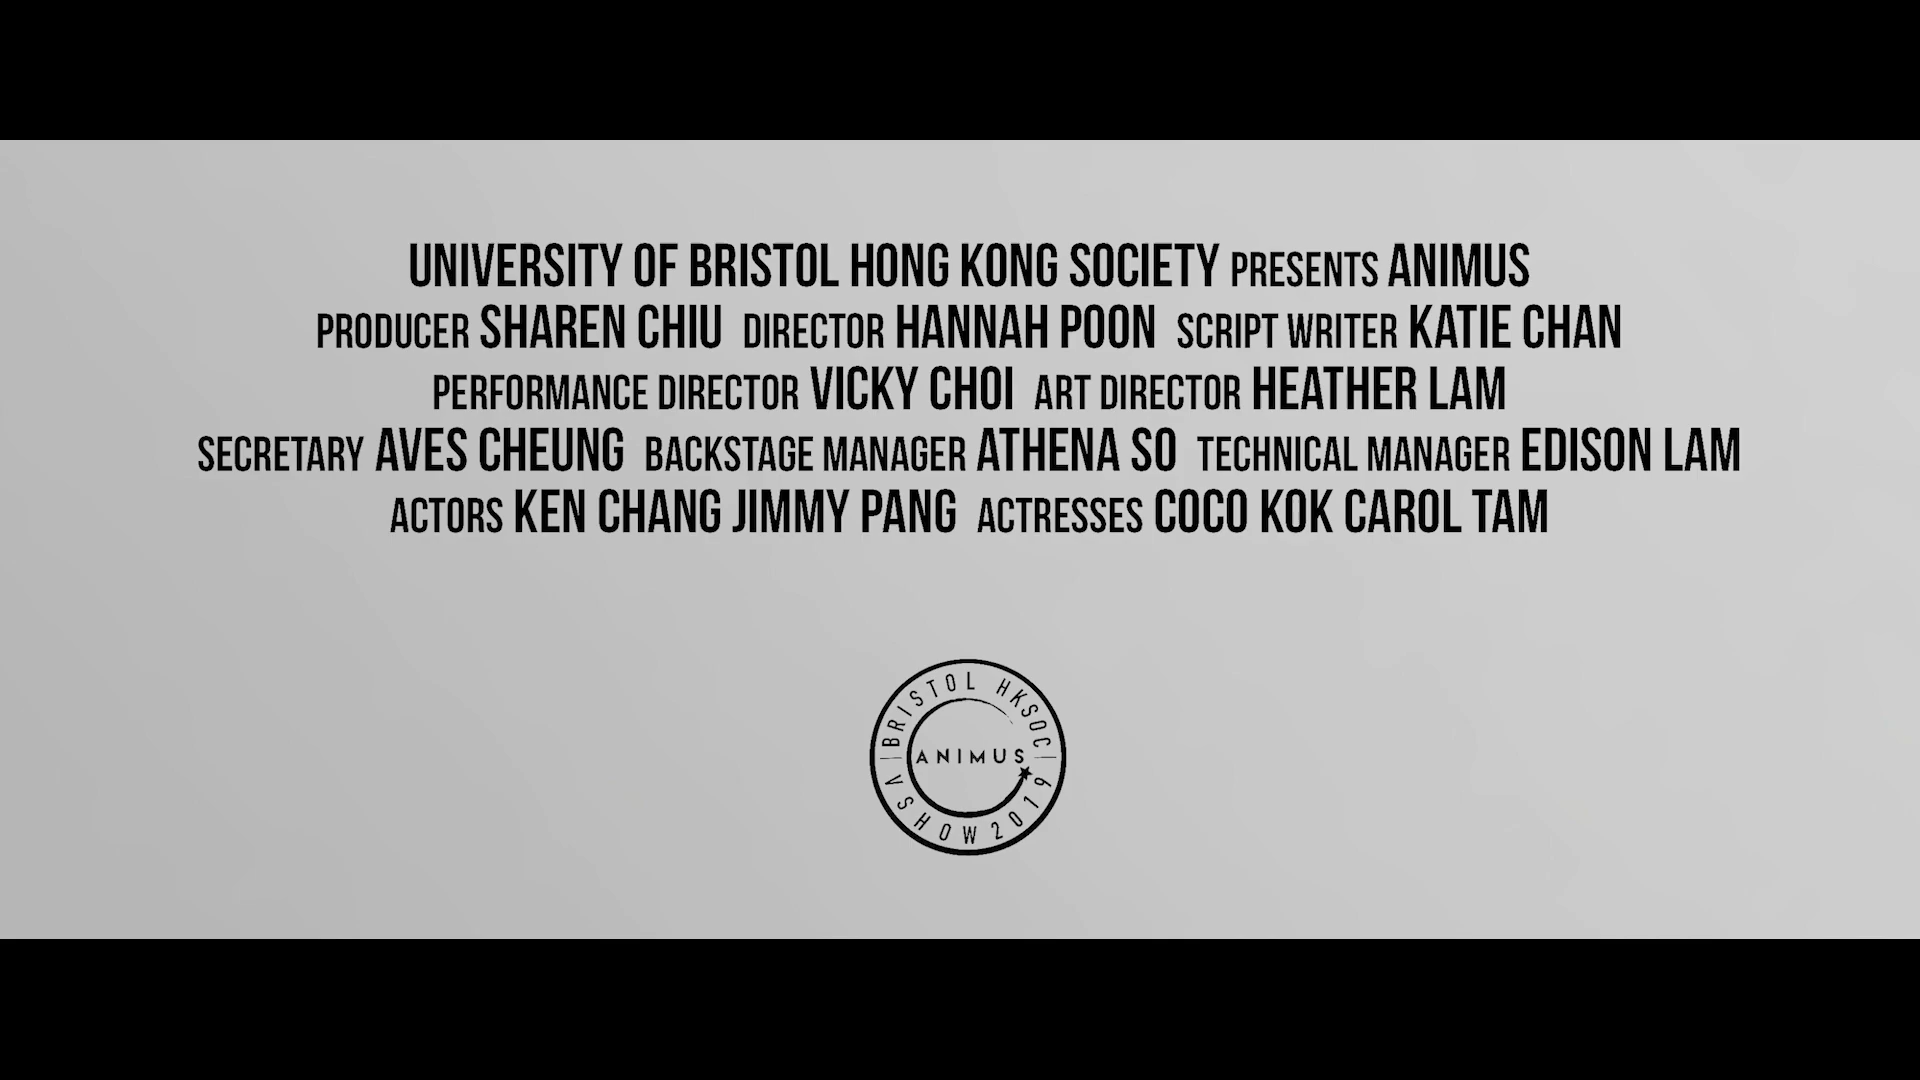 UNIVERSITY OF BRISTOL HONG KONG SOCIETY PRESENTS ANIMUS
PRODUCER SHAREN CHIU DIRECTOR HANNAH POON SCRIPT WRITER KATIE CHAN
PERFORMANCE DIRECTOR VICKY CHOI ART DIRECTOR HEATHER LAM
SECRETARY AVES CHEUNG BACKSTAGE MANAGER ATHENA SO TECHNICAL MANAGER EDISON LAM
ACTORS KEN CHANG JIMMY PANG ACTRESSES COCO KOK CAROL TAM
BRISTOL HKSOC
ANIMUS
A SHOW 2019